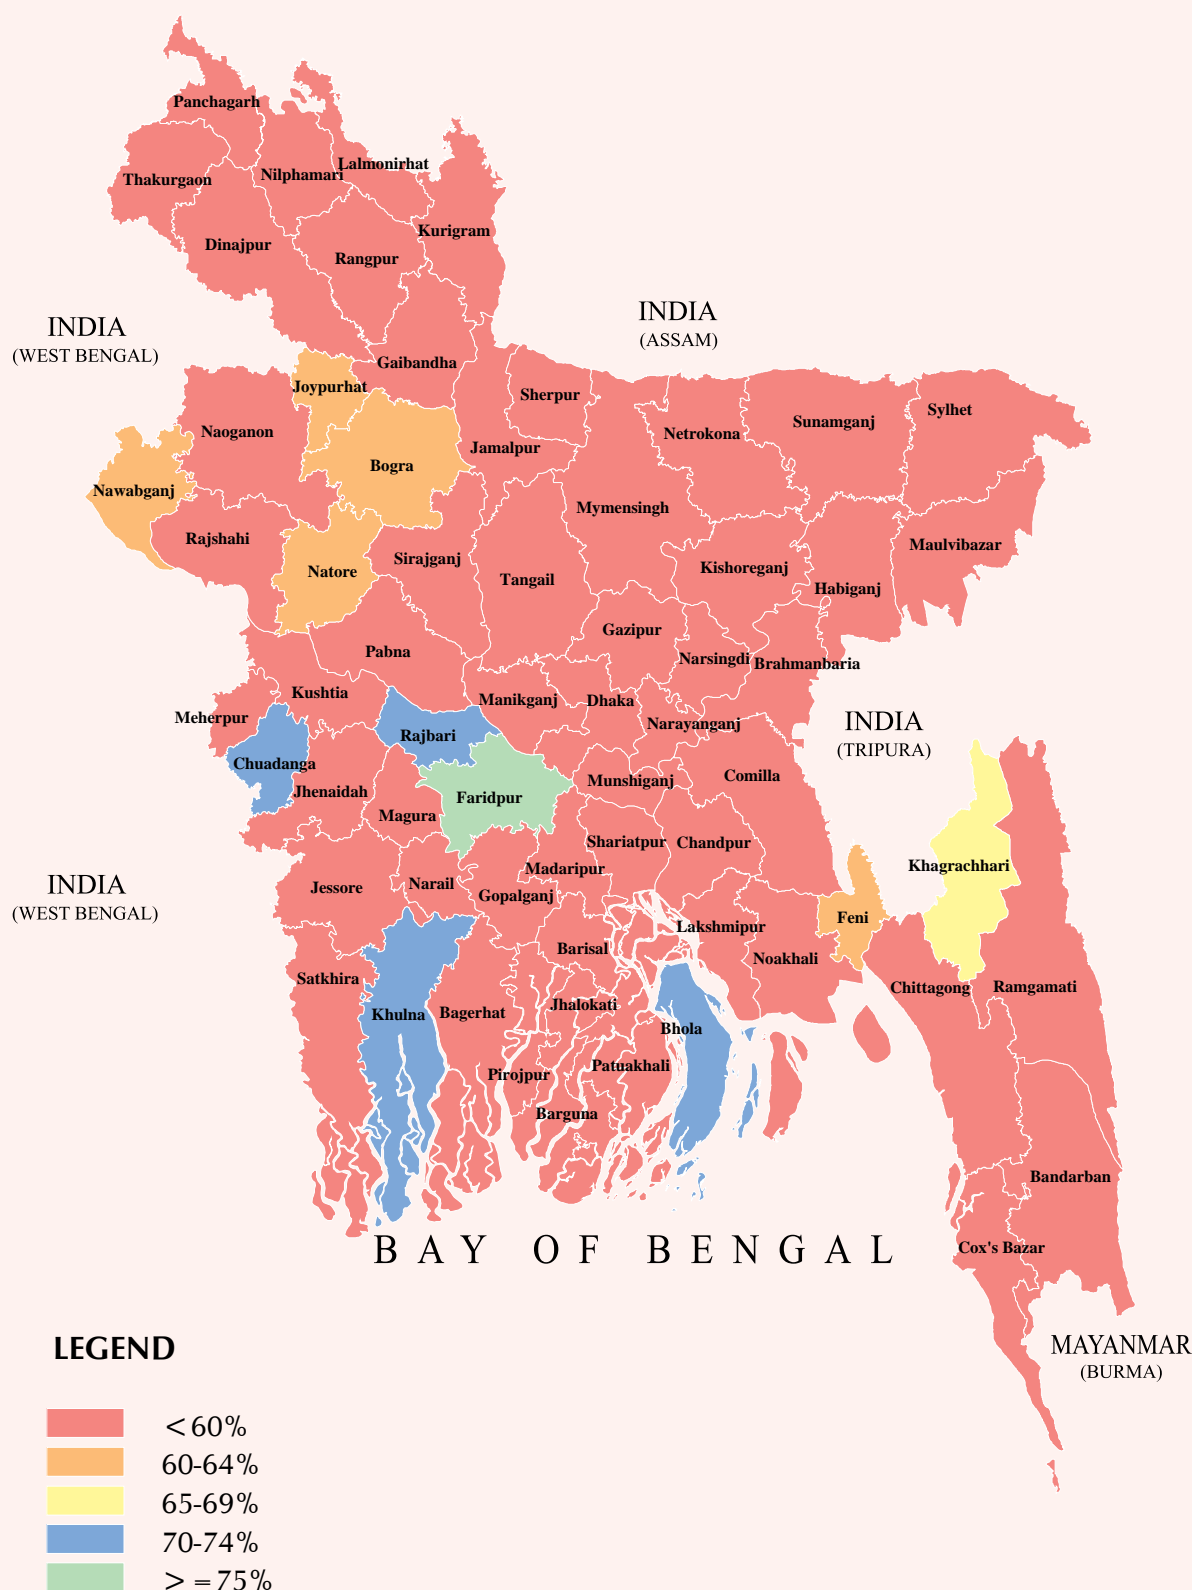 Panchagarh
Lalmonirhat
Thakurgaon
Nilphamari
Kurigram
Dinajpur
Rangpur
INDIA
(ASSAM)
INDIA
(WEST BENGAL)
Gaibandha
Joypurhat
Sherpur
Sylhet
Sunamganj
Naoganon
Netrokona
Jamalpur
Bogra
Nawabganj
Mymensingh
Rajshahi
Maulvibazar
Sirajganj
Kishoreganj
Natore
Tangail
Habiganj
Gazipur
Pabna
Narsingdi
Brahmanbaria
Kushtia
Manikganj
Dhaka
Meherpur
Narayanganj
INDIA
(TRIPURA)
Rajbari
Chuadanga
Comilla
Munshiganj
Jhenaidah
Faridpur
Magura
Shariatpur
Chandpur
Khagrachhari
Madaripur
INDIA
(WEST BENGAL)
Jessore
Narail
Gopalganj
Feni
Lakshmipur
Barisal
Noakhali
Satkhira
Chittagong
Ramgamati
Jhalokati
Khulna
Bagerhat
Bhola
Patuakhali
Pirojpur
Barguna
Bandarban
Cox's Bazar
BAY OF BENGAL
MAYANMAR
(BURMA)
LEGEND
<60%
60-64%
65-69%
70-74%
> =75%